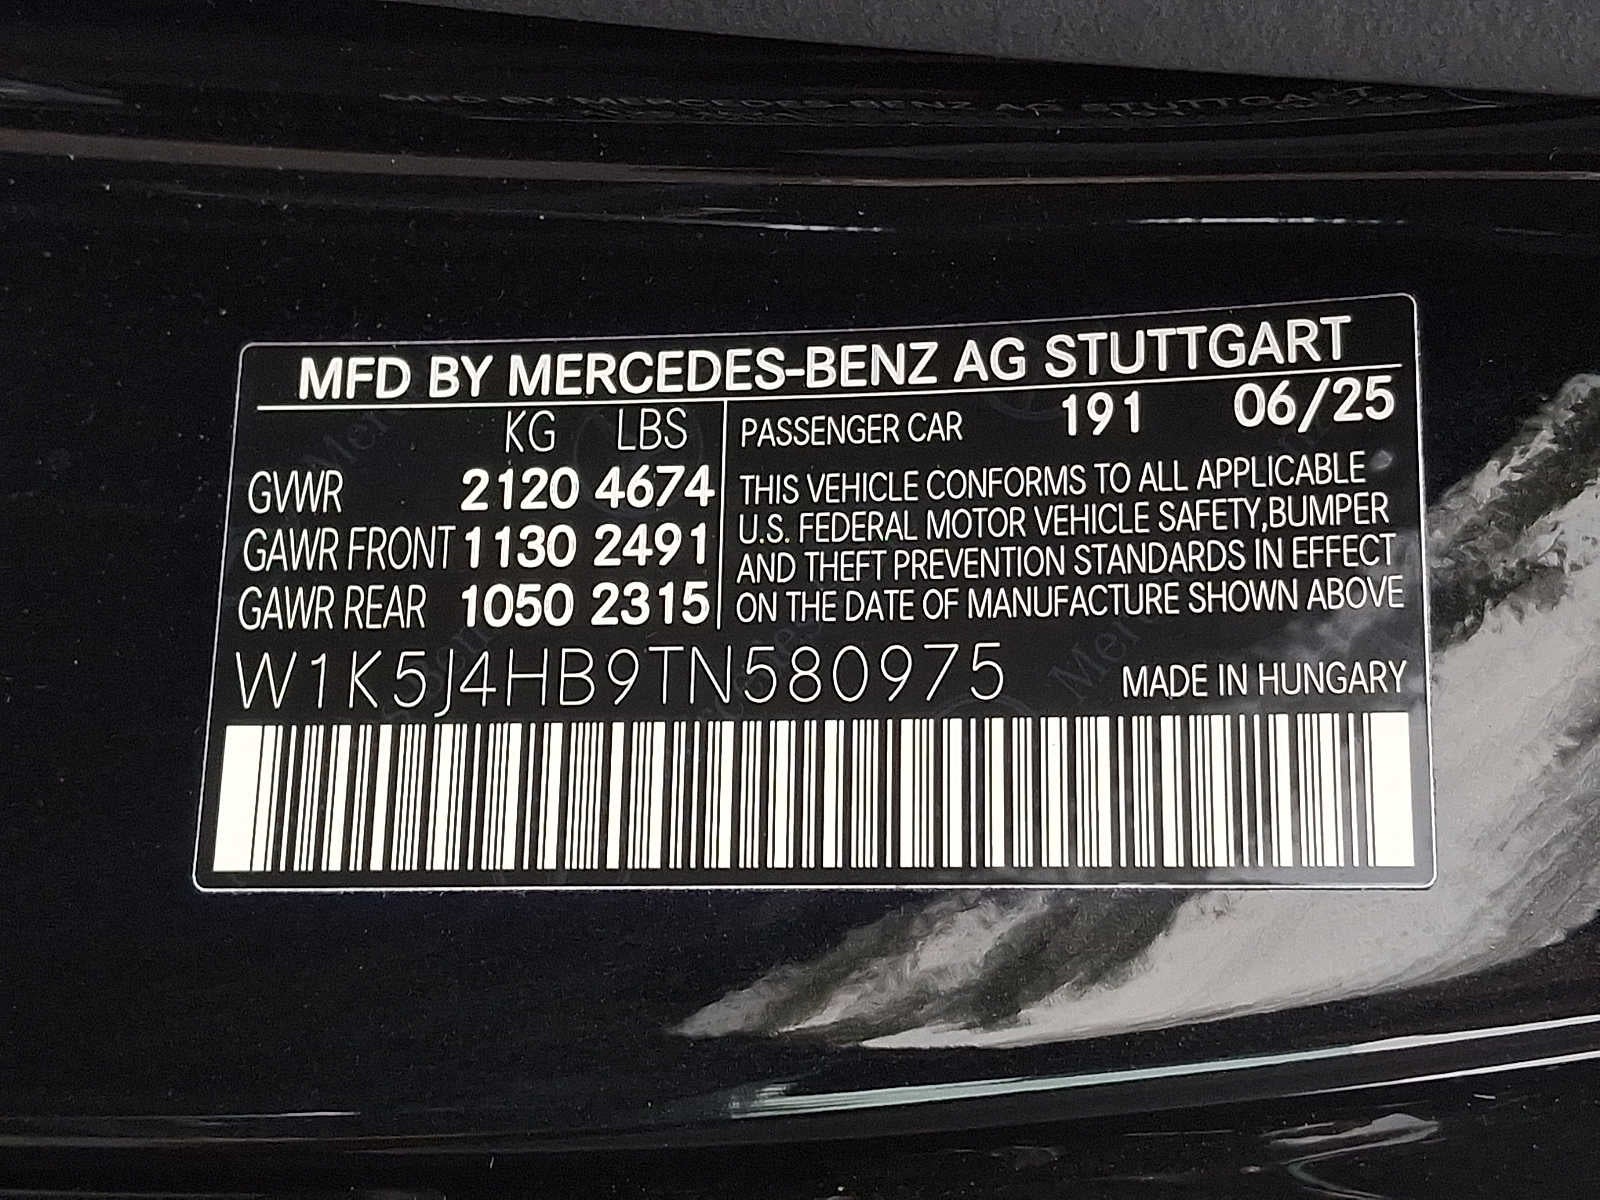 MFD BY MERCEDES-BENZ AG STUTTGART
KG LBS
GVWR 2120 4674
GAWR FRONT 1130 2491
GAWR REAR 1050 2315
PASSENGER CAR 191 06/25
THIS VEHICLE CONFORMS TO ALL APPLICABLE
U.S. FEDERAL MOTOR VEHICLE SAFETY,BUMPER
AND THEFT PREVENTION STANDARDS IN EFFECT
ON THE DATE OF MANUFACTURE SHOWN ABOVE
W1K5J4HB9TN580975
MADE IN HUNGARY